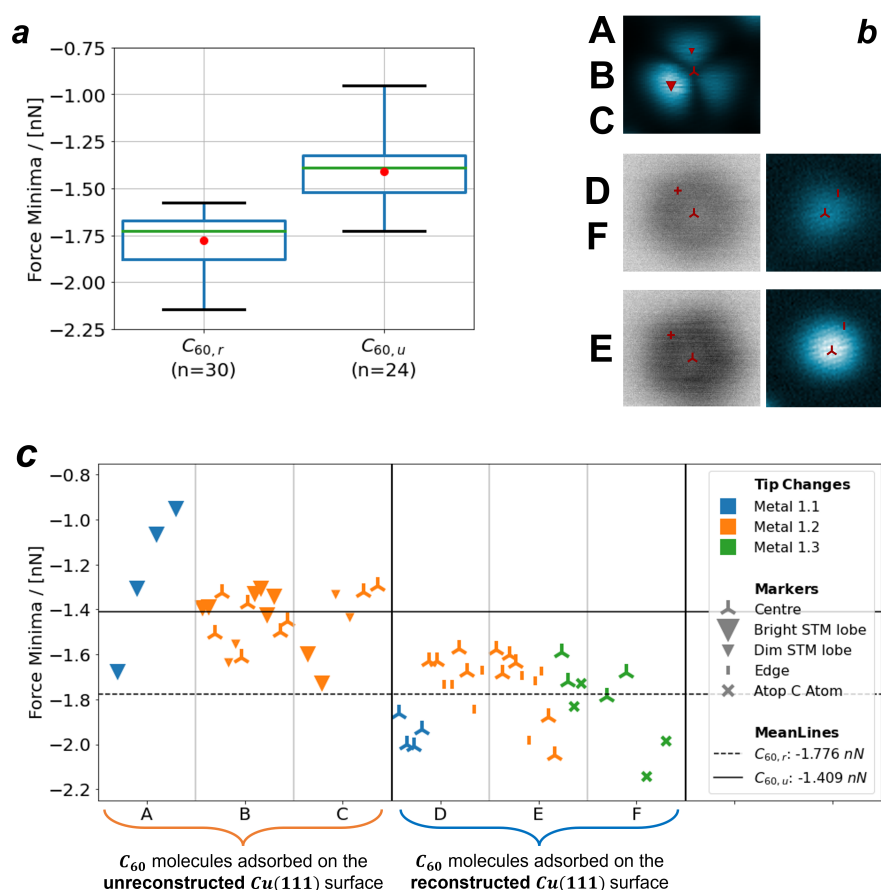 a
−0.75
−1.00
−1.25
−1.50
−1.75
−2.00
−2.25
Force Minima / [nN]
C60, r
(n=30)
C60, u
(n=24)
b
A
B
C
D
F
E
c
−0.8
−1.0
−1.2
−1.4
−1.6
−1.8
−2.0
−2.2
Force Minima / [nN]
A
B
C
D
E
F
Tip Changes
Metal 1.1
Metal 1.2
Metal 1.3
Markers
Centre
Bright STM lobe
Dim STM lobe
Edge
Atop C Atom
MeanLines
C60, r: -1.776 nN
C60, u: -1.409 nN
C60 molecules adsorbed on the
unreconstructed Cu(111) surface
C60 molecules adsorbed on the
reconstructed Cu(111) surface